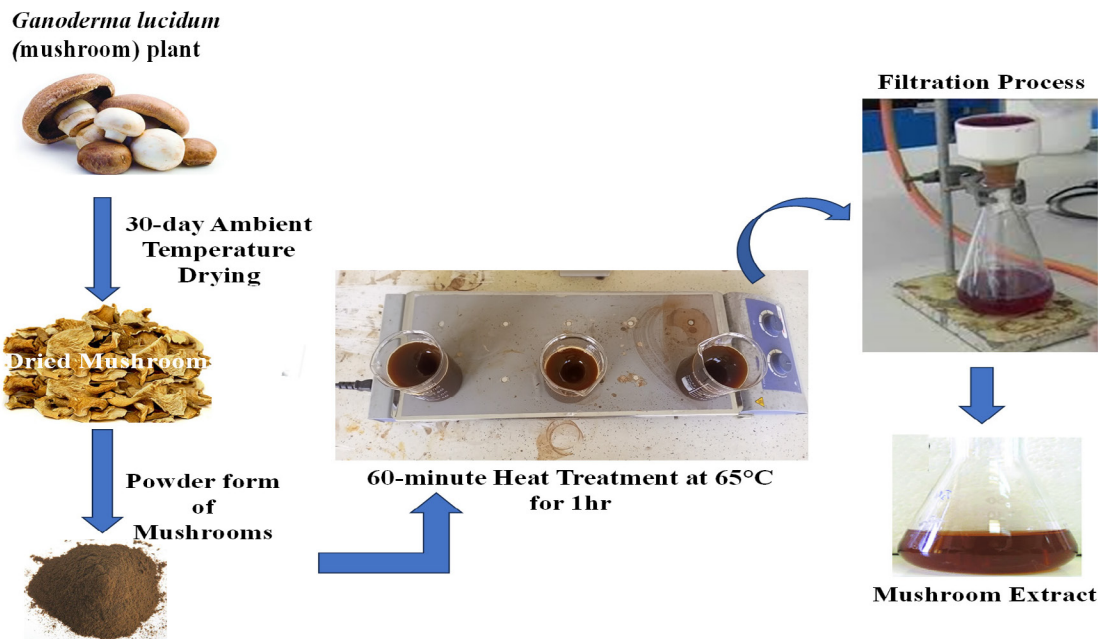 Ganoderma lucidum
(mushroom) plant
30-day Ambient
Temperature
Drying
Dried Mushroom
Powder form
of
Mushrooms
60-minute Heat Treatment at 65°C
for 1hr
Filtration Process
Mushroom Extract